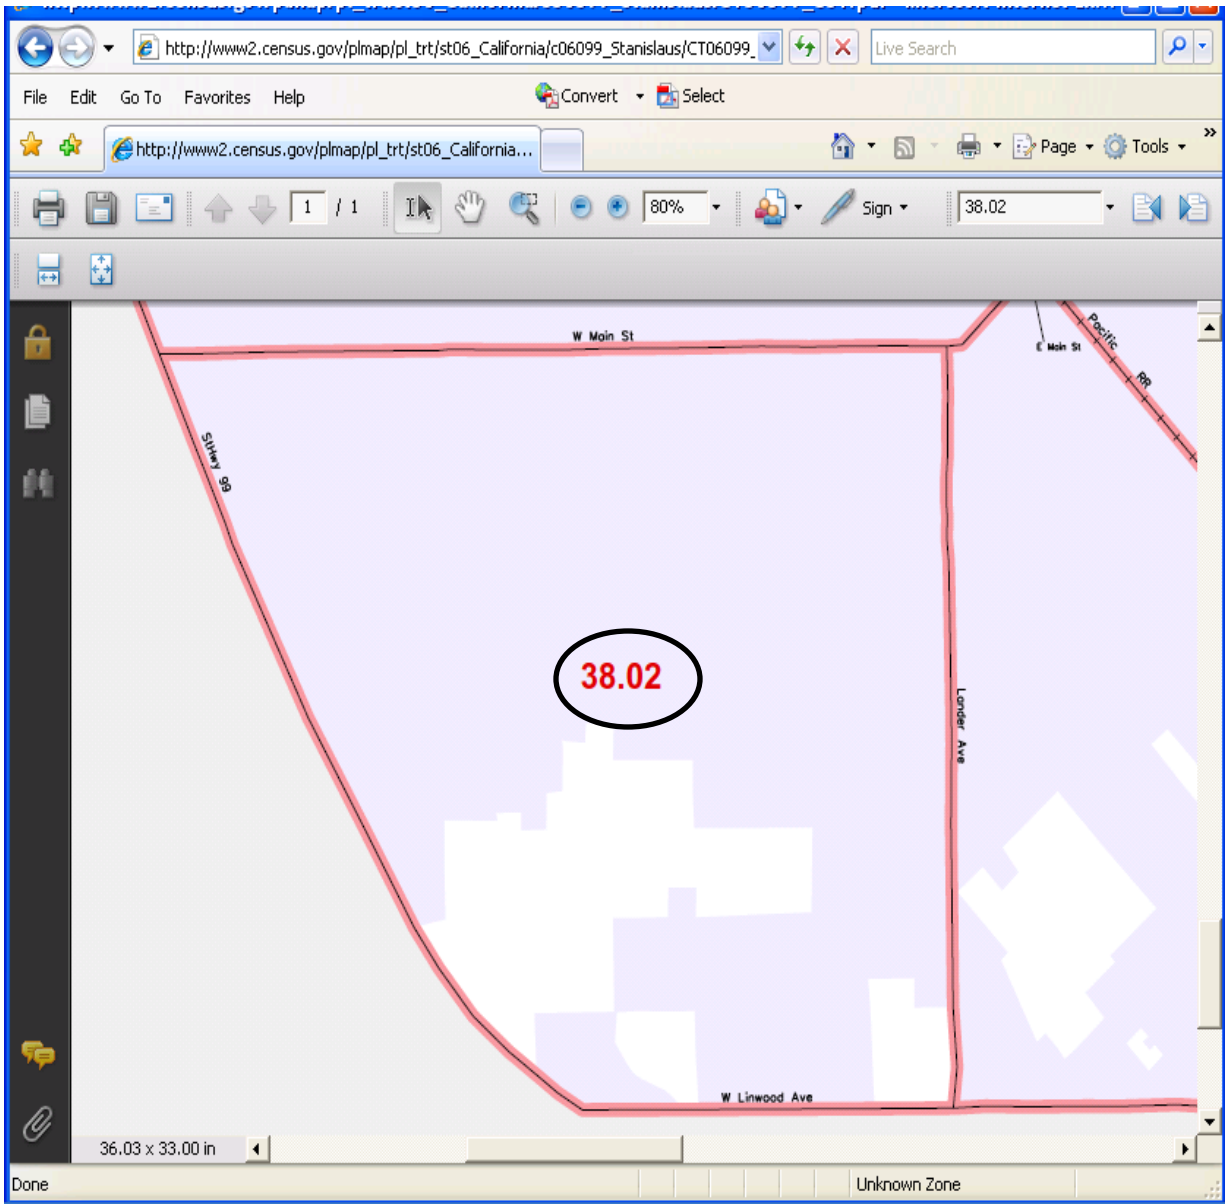 http://www2.census.gov/plmap/pl_trt/st06_California/c06099_Stanislaus/CT06099_
Live Search
File Edit Go To Favorites Help
Convert Select
http://www2.census.gov/plmap/pl_trt/st06_California...
Page Tools »
1 / 1
80%
Sign
38.02
W Main St
Pacific
RR
E Main St
StHwy 99
38.02
Lander Ave
W Linwood Ave
36.03 x 33.00 in
Done
Unknown Zone